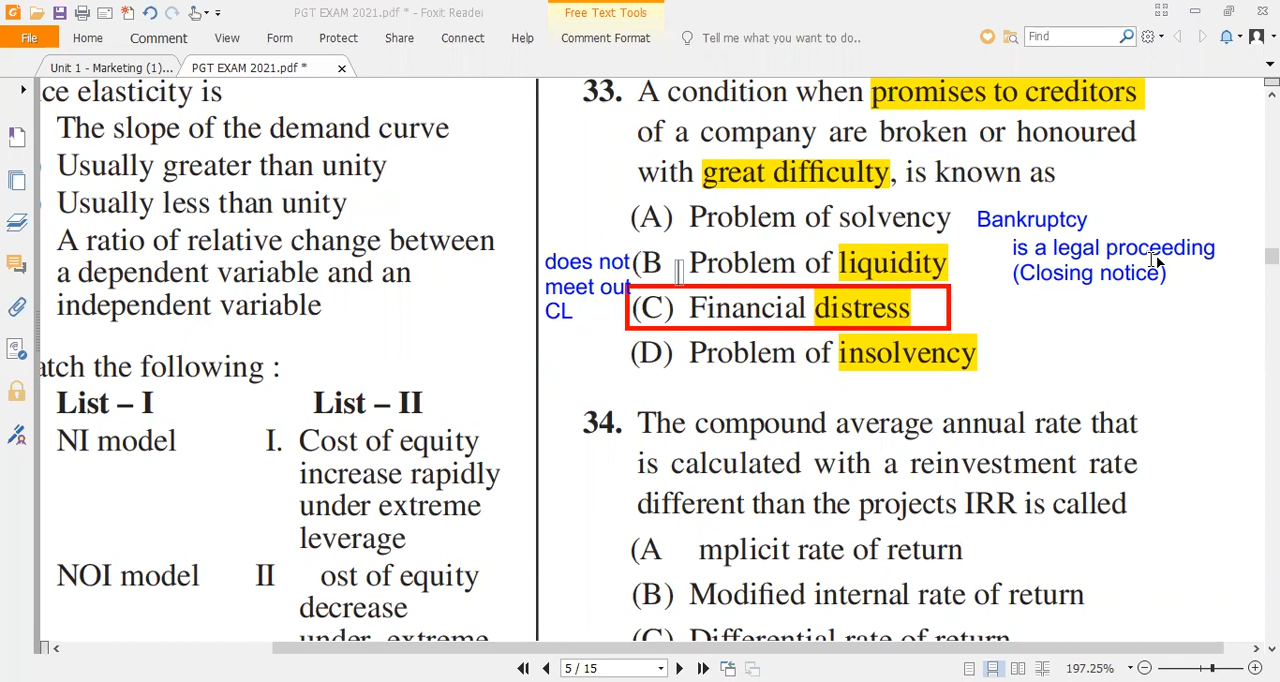 PGT EXAM 2021.pdf * - Foxit Reader
Free Text Tools
File
Home
Comment
View
Form
Protect
Share
Connect
Help
Comment Format
Tell me what you want to do..
Find
Unit 1 - Marketing (1)...
PGT EXAM 2021.pdf *
ce elasticity is
The slope of the demand curve
Usually greater than unity
Usually less than unity
A ratio of relative change between
a dependent variable and an
independent variable
atch the following :
List – I
List – II
NI model
I. Cost of equity
increase rapidly
under extreme
leverage
NOI model
II ost of equity
decrease
under extreme
33. A condition when promises to creditors
of a company are broken or honoured
with great difficulty, is known as
(A) Problem of solvency
Bankruptcy
is a legal proceeding
(Closing notice)
does not
meet out
CL
(B Problem of liquidity
(C) Financial distress
(D) Problem of insolvency
34. The compound average annual rate that
is calculated with a reinvestment rate
different than the projects IRR is called
(A mplicit rate of return
(B) Modified internal rate of return
(C) Differential rate of return
5 / 15
197.25%